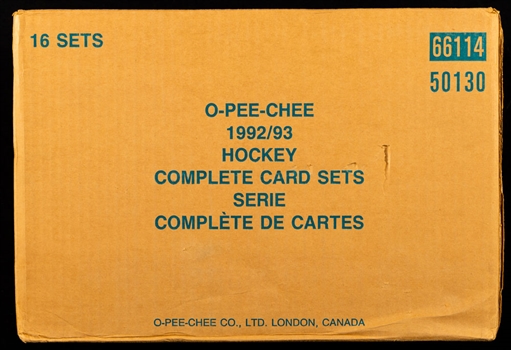 16 SETS
66114
50130
O-PEE-CHEE
1992/93
HOCKEY
COMPLETE CARD SETS
SERIE
COMPLÈTE DE CARTES
O-PEE-CHEE CO., LTD. LONDON, CANADA